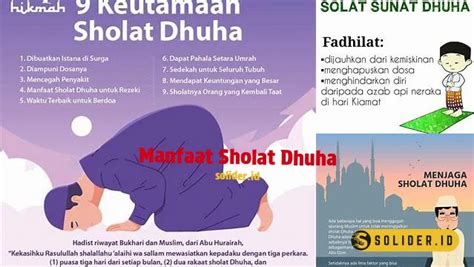 hikmah
9 Keutamaan
Sholat Dhuha
1. Dibuatkan Istana di Surga
2. Diampuni Dosanya
3. Mencegah Penyakit
4. Manfaat Sholat Dhuha untuk Rezeki
5. Waktu Terbaik untuk Berdoa
6. Dapat Pahala Setara Umrah
7. Sedekah untuk Seluruh Tubuh
8. Mendapat Keuntungan yang Besar
9. Sholatnya Orang yang Kembali Taat
Manfaat Sholat Dhuha
solider.id
Hadist riwayat Bukhari dan Muslim, dari Abu Hurairah,
"Kekasihku Rasulullah shalallahu 'alaihi wa sallam mewasiatkan kepadaku dengan tiga perkara.
(1) puasa tiga hari dari setiap bulan, (2) dua rakaat sholat Dhuha, dan
SOLAT SUNAT DHUHA
Fadhilat:
•dijauhkan dari kemiskinan
•menghapuskan dosa
•menghindarkan diri
daripada azab api neraka
di hari Kiamat
MENJAGA
SHOLAT DHUHA
S SOLIDER.ID